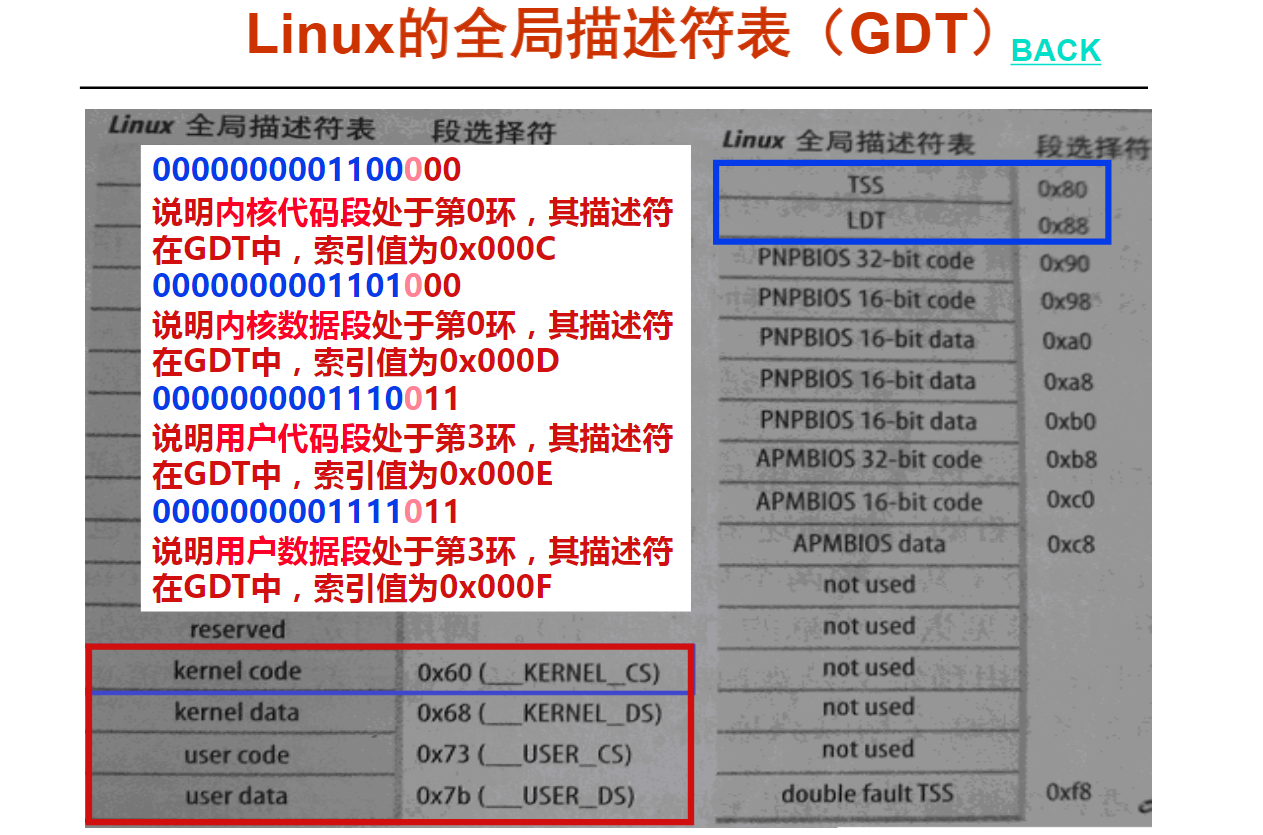 Linux的全局描述符表（GDT）
BACK
Linux 全局描述符表 段选择符
0000000001100000
说明内核代码段处于第0环，其描述符
在GDT中，索引值为0x000C
0000000001101000
说明内核数据段处于第0环，其描述符
在GDT中，索引值为0x000D
0000000001110011
说明用户代码段处于第3环，其描述符
在GDT中，索引值为0x000E
0000000001111011
说明用户数据段处于第3环，其描述符
在GDT中，索引值为0x000F
reserved
kernel code 0x60 (__KERNEL_CS)
kernel data 0x68 (__KERNEL_DS)
user code 0x73 (__USER_CS)
user data 0x7b (__USER_DS)
Linux 全局描述符表 段选择符
TSS 0x80
LDT 0x88
PNPBIOS 32-bit code 0x90
PNPBIOS 16-bit code 0x98
PNPBIOS 16-bit data 0xa0
PNPBIOS 16-bit data 0xa8
PNPBIOS 16-bit data 0xb0
APMBIOS 32-bit code 0xb8
APMBIOS 16-bit code 0xc0
APMBIOS data 0xc8
not used
not used
not used
not used
not used
double fault TSS 0xf8